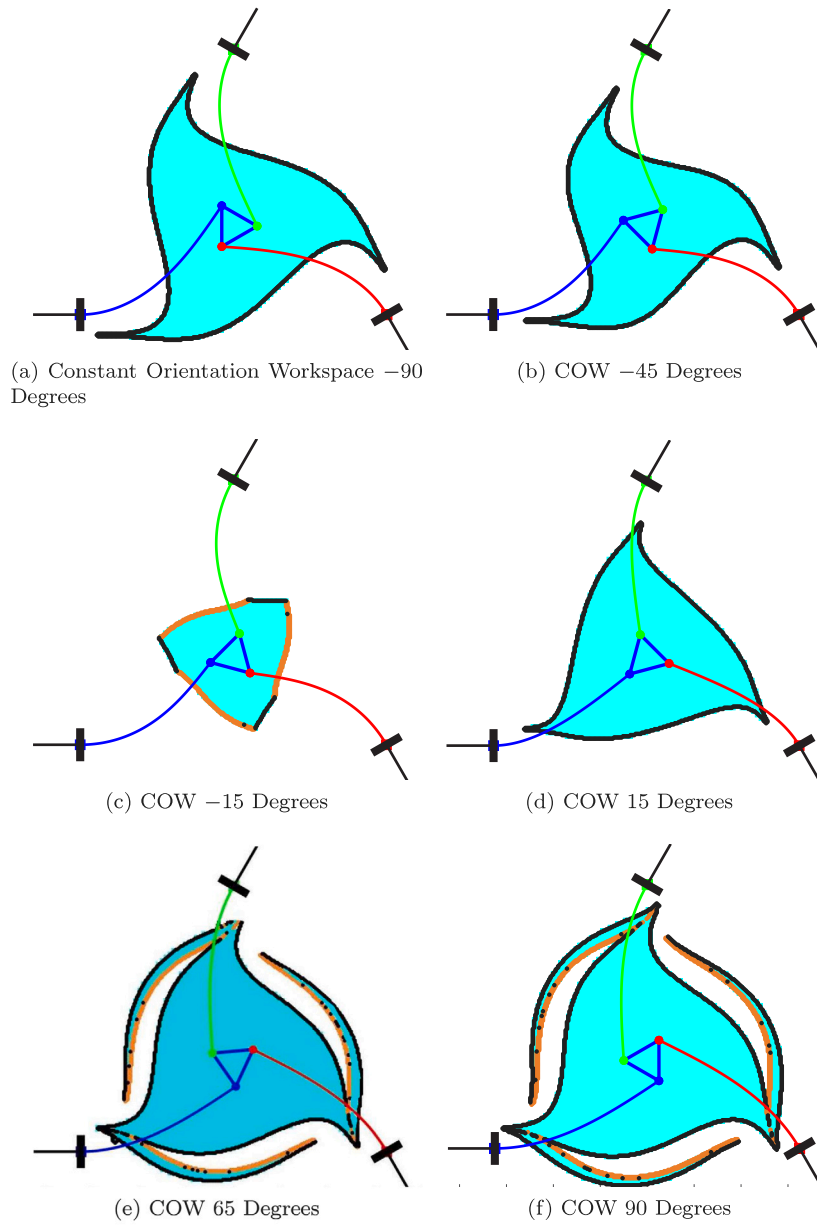 (a) Constant Orientation Workspace −90
Degrees
(b) COW −45 Degrees
(c) COW −15 Degrees
(d) COW 15 Degrees
(e) COW 65 Degrees
(f) COW 90 Degrees